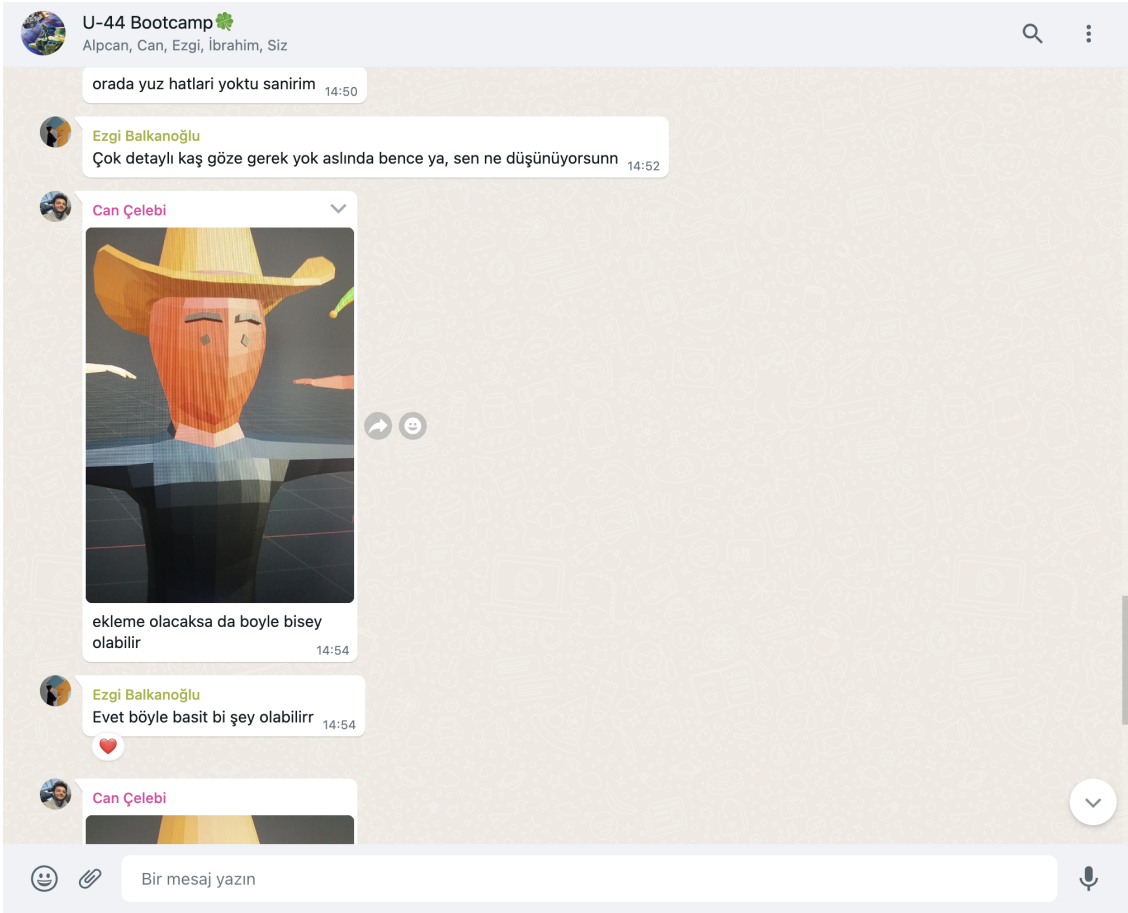 U-44 Bootcamp🍀
Alpcan, Can, Ezgi, İbrahim, Siz
orada yuz hatlari yoktu sanirim 14:50
Ezgi Balkanoğlu
Çok detaylı kaş göze gerek yok aslında bence ya, sen ne düşünüyorsunn 14:52
Can Çelebi
ekleme olacaksa da boyle bisey
olabilir 14:54
Ezgi Balkanoğlu
Evet böyle basit bi şey olabilirr 14:54
Can Çelebi
Bir mesaj yazın